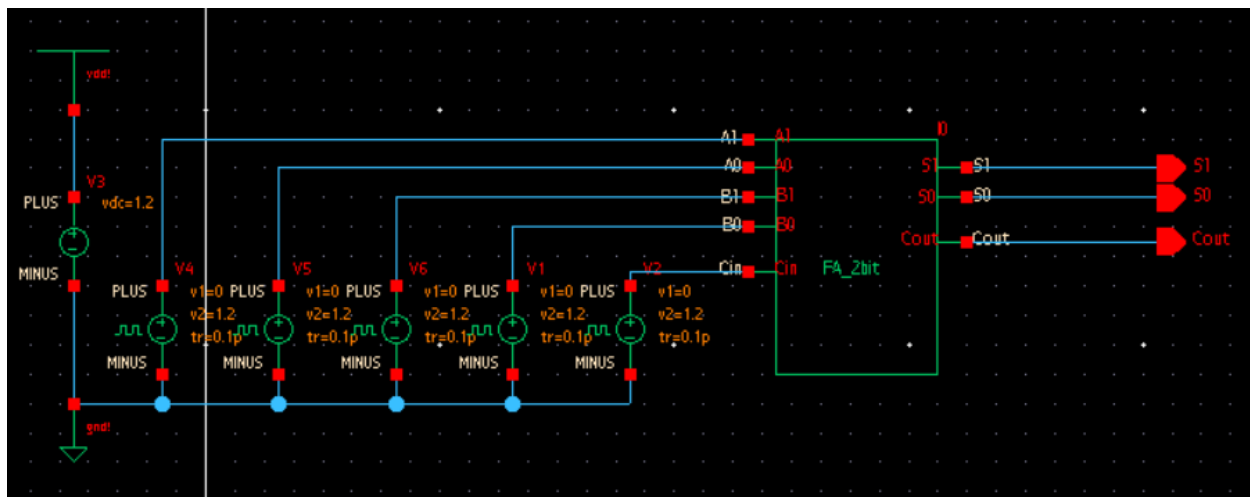 vdd!
V3
PLUS
vdc=1.2
MINUS
gnd!
V4
PLUS
v1=0
v2=1.2
tr=0.1p
MINUS
V5
PLUS
v1=0
v2=1.2
tr=0.1p
MINUS
V6
PLUS
v1=0
v2=1.2
tr=0.1p
MINUS
V1
PLUS
v1=0
v2=1.2
tr=0.1p
MINUS
V2
PLUS
v1=0
v2=1.2
tr=0.1p
MINUS
A1 A1
A0 A0
B1 B1
B0 B0
Cin Cin
FA_2bit
I0
S1 S1 S1
S0 S0 S0
Cout Cout Cout